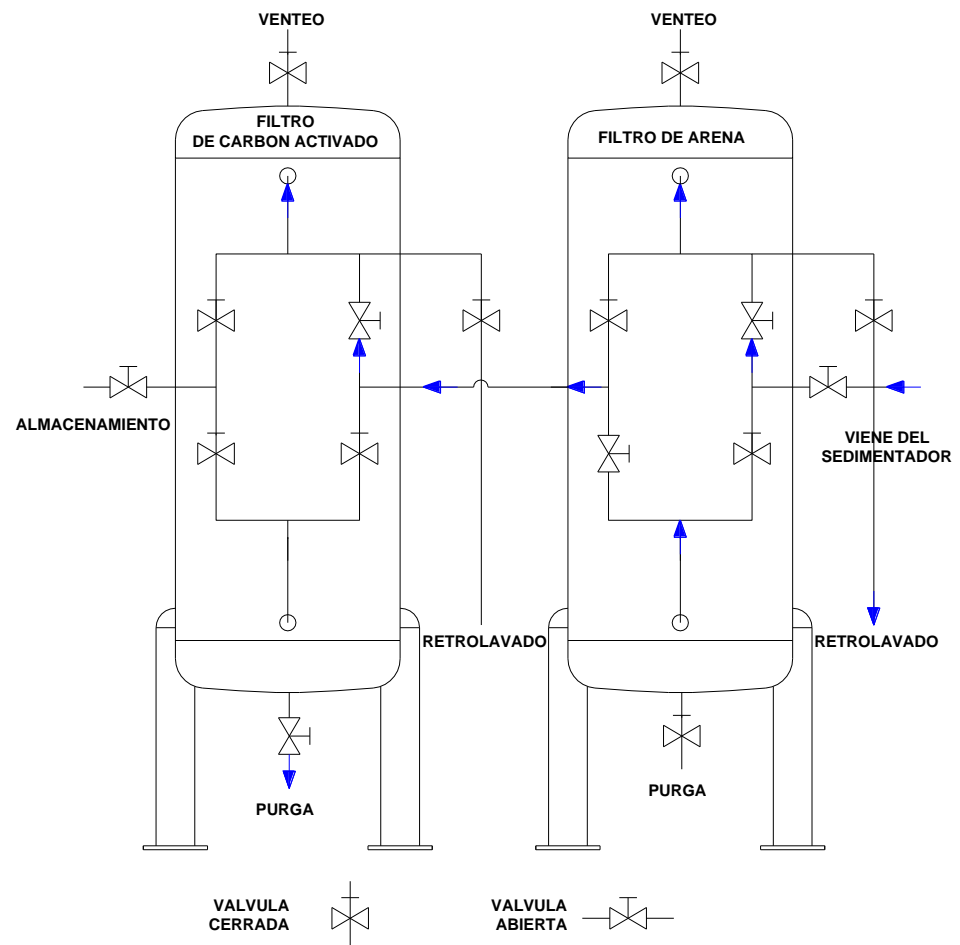 VENTEO
VENTEO
FILTRO
DE CARBON ACTIVADO
FILTRO DE ARENA
ALMACENAMIENTO
VIENE DEL
SEDIMENTADOR
RETROLAVADO
RETROLAVADO
PURGA
PURGA
VALVULA
CERRADA
VALVULA
ABIERTA